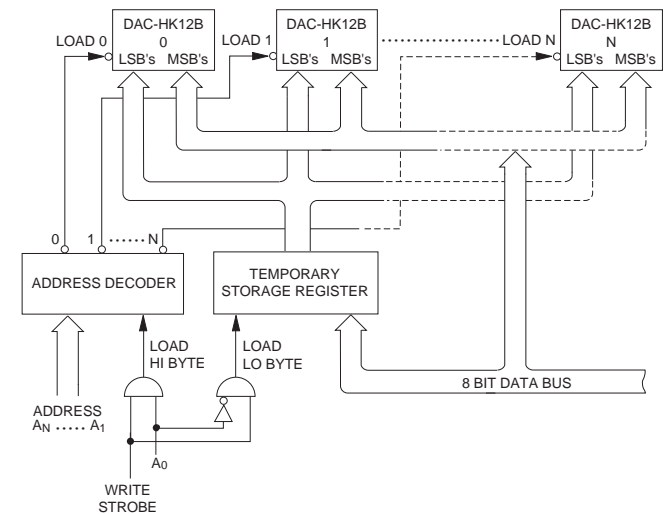 DAC-HK12B
0
LSB's MSB's
LOAD 0
DAC-HK12B
1
LSB's MSB's
LOAD 1
DAC-HK12B
N
LSB's MSB's
LOAD N
0 1 ······ N
ADDRESS DECODER
TEMPORARY
STORAGE REGISTER
LOAD
HI BYTE
LOAD
LO BYTE
8 BIT DATA BUS
ADDRESS
AN ····· A1
A0
WRITE
STROBE